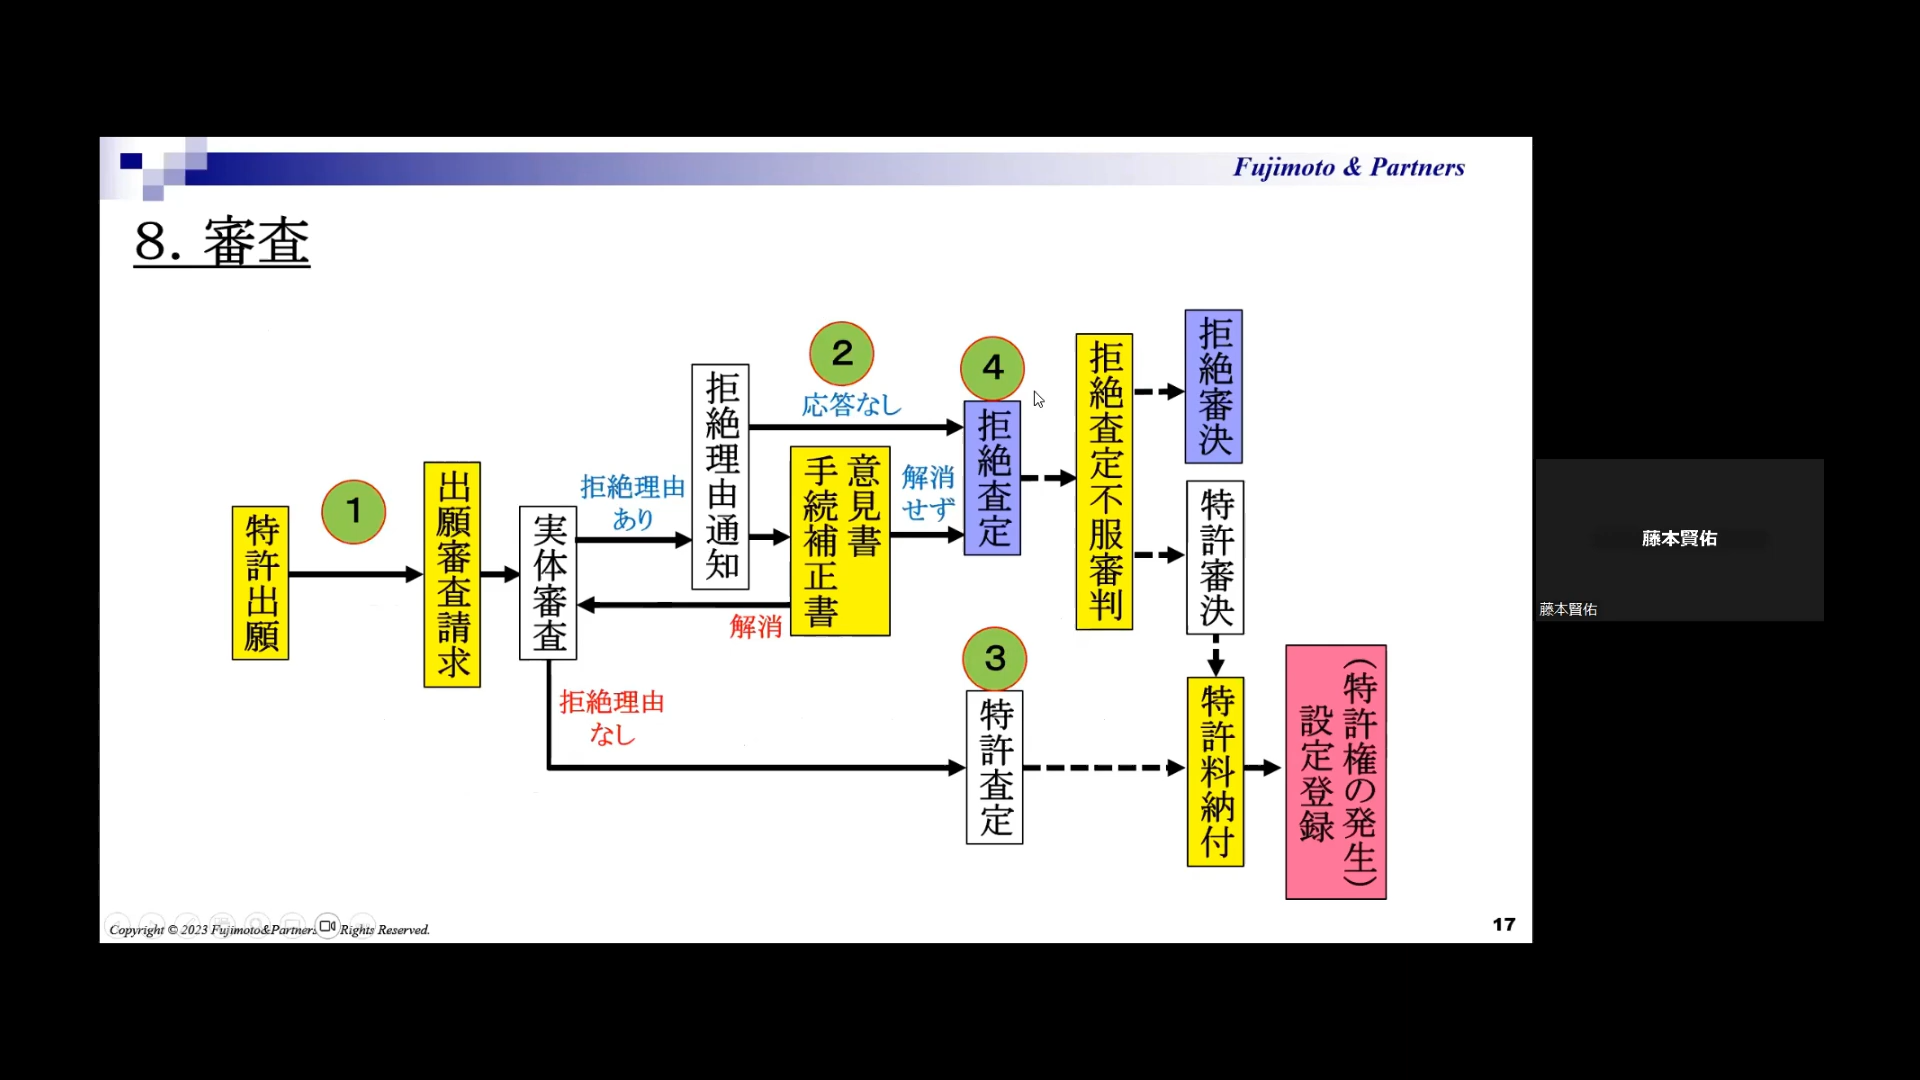 Fujimoto & Partners
8. 審査
特許出願
1
出願審査請求
実体審査
拒絶理由
あり
拒絶理由
なし
拒絶理由通知
2
応答なし
意見書
手続補正書
解消
解消
せず
4
拒絶査定
3
特許査定
拒絶査定不服審判
拒絶審決
特許審決
特許料納付
(特許権の発生)
設定登録
藤本賢佑
藤本賢佑
Copyright © 2023 Fujimoto&Partners Rights Reserved.
17